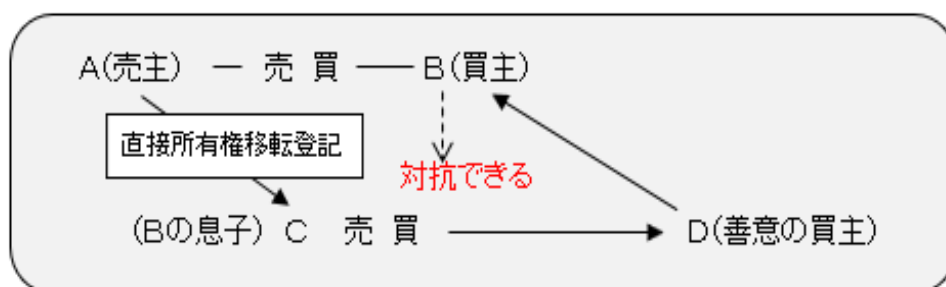 A(売主) ― 売 買 ── B(買主)
直接所有権移転登記
対抗できる
(Bの息子) C 売 買 D(善意の買主)